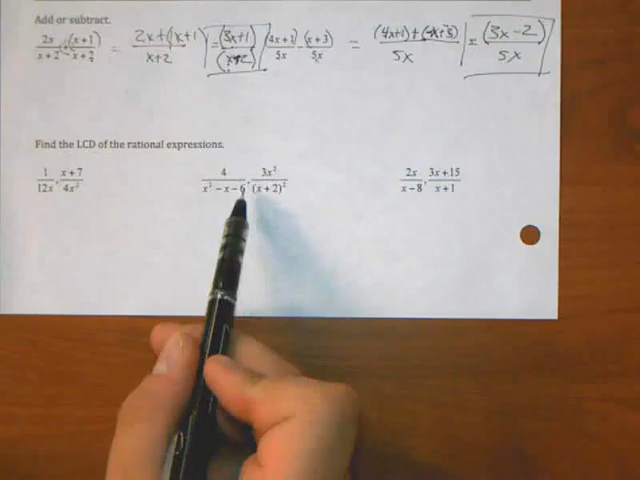 Add or subtract.
2x/(x+2) + (x+1)/(x+2) = (2x+(x+1))/(x+2) = (3x+1)/(x+2) (4x+1)/5x − (x+3)/5x = ((4x+1)+(-x+3))/5x = (3x-2)/5x
Find the LCD of the rational expressions.
1/12x, (x+7)/4x² 4/(x²−x−6), 3x²/(x+2)² 2x/(x−8), (3x+15)/(x+1)